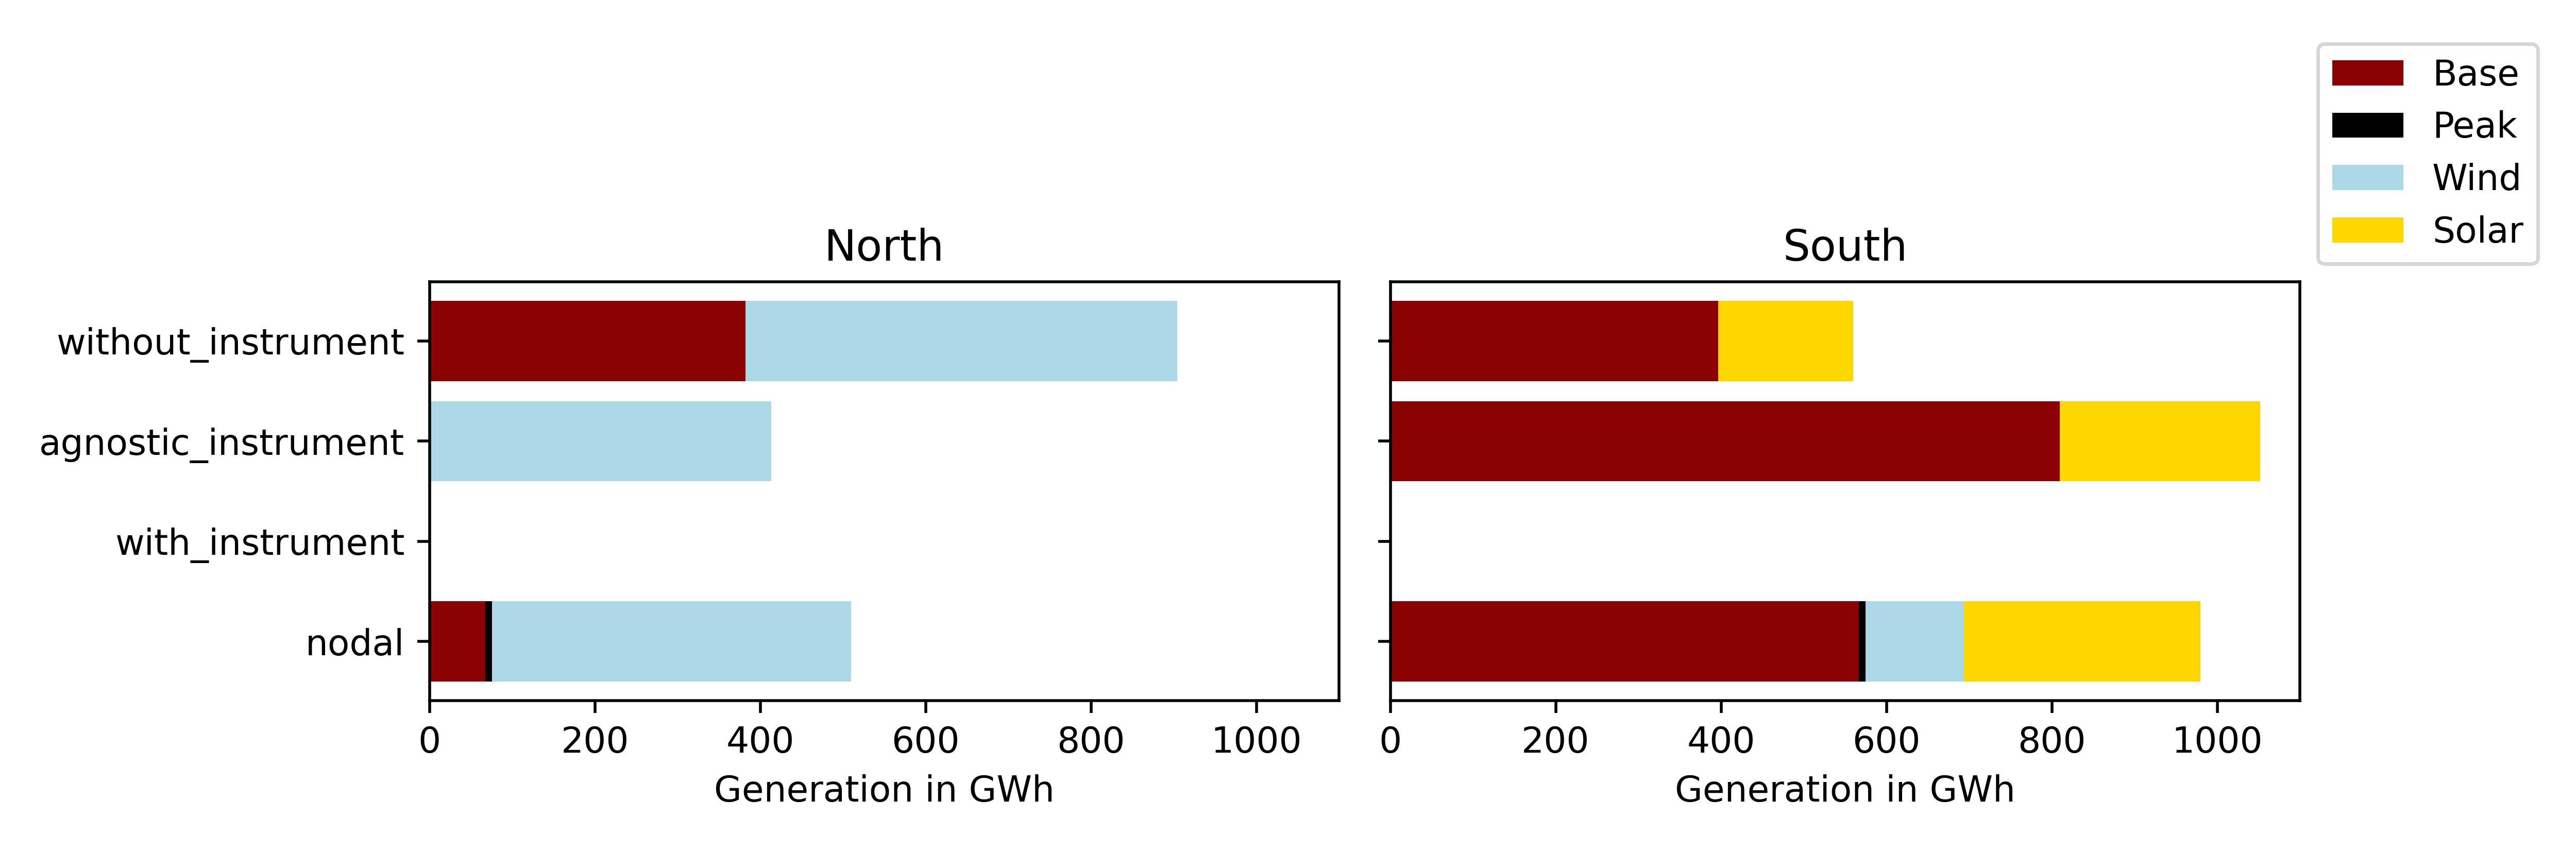 Base
Peak
Wind
Solar
North
South
without_instrument
agnostic_instrument
with_instrument
nodal
0 200 400 600 800 1000
0 200 400 600 800 1000
Generation in GWh
Generation in GWh